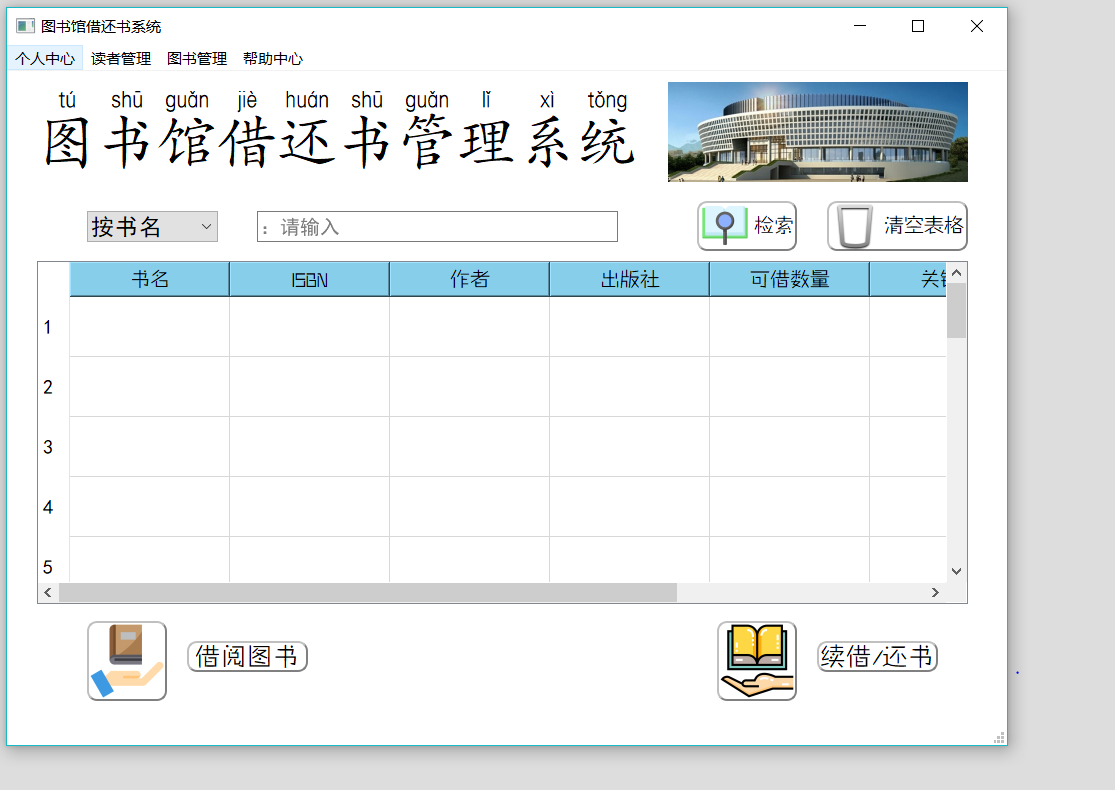 图书馆借还书系统
个人中心 读者管理 图书管理 帮助中心
tú shū guǎn jiè huán shū guǎn lǐ xì tǒng
图书馆借还书管理系统
按书名 : 请输入 检索 清空表格
书名 ISBN 作者 出版社 可借数量 关
1
2
3
4
5
借阅图书 续借/还书